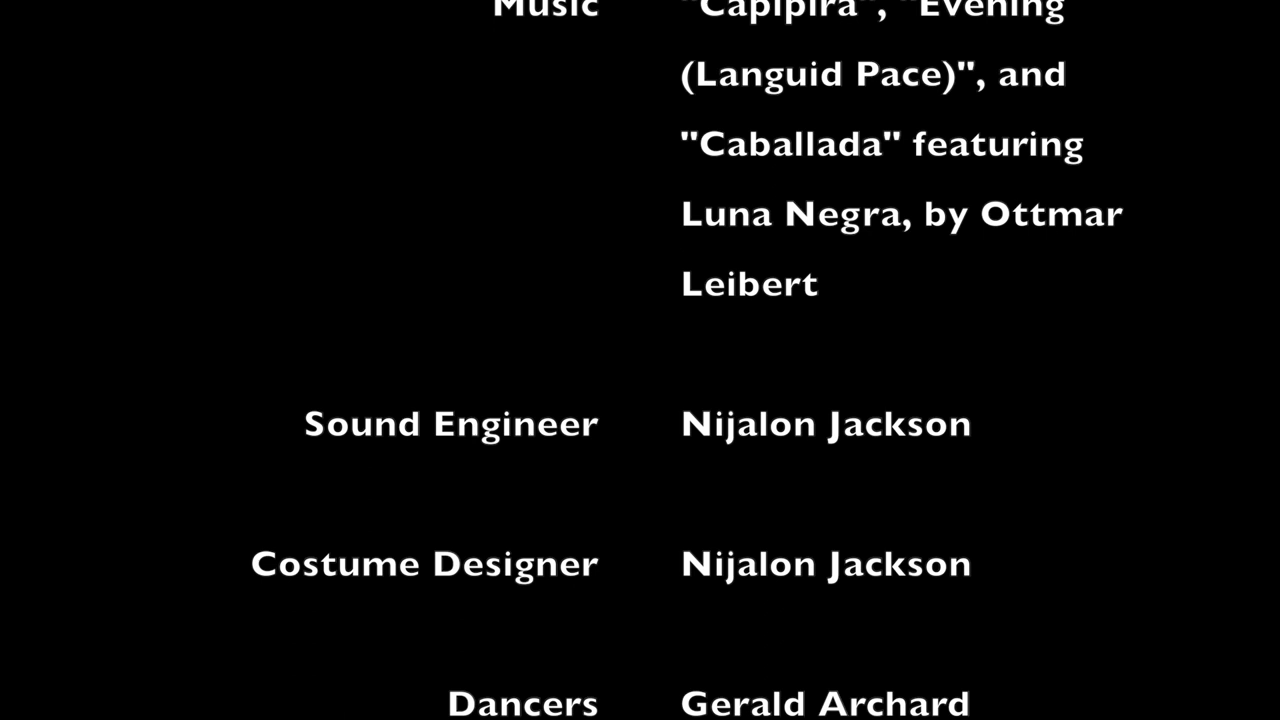 Music "Capipira", "Evening
(Languid Pace)", and
"Caballada" featuring
Luna Negra, by Ottmar
Leibert
Sound Engineer Nijalon Jackson
Costume Designer Nijalon Jackson
Dancers Gerald Archard